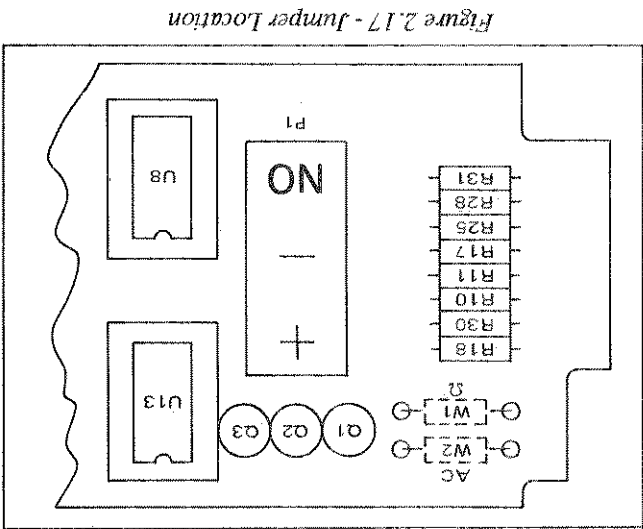 AC
W2
W1
Ω
U13
Q3 Q2 Q1
R18
R30
R10
R11
R17
R25
R28
R31
+
−
ON
P1
U8
Figure 2.17 - Jumper Location